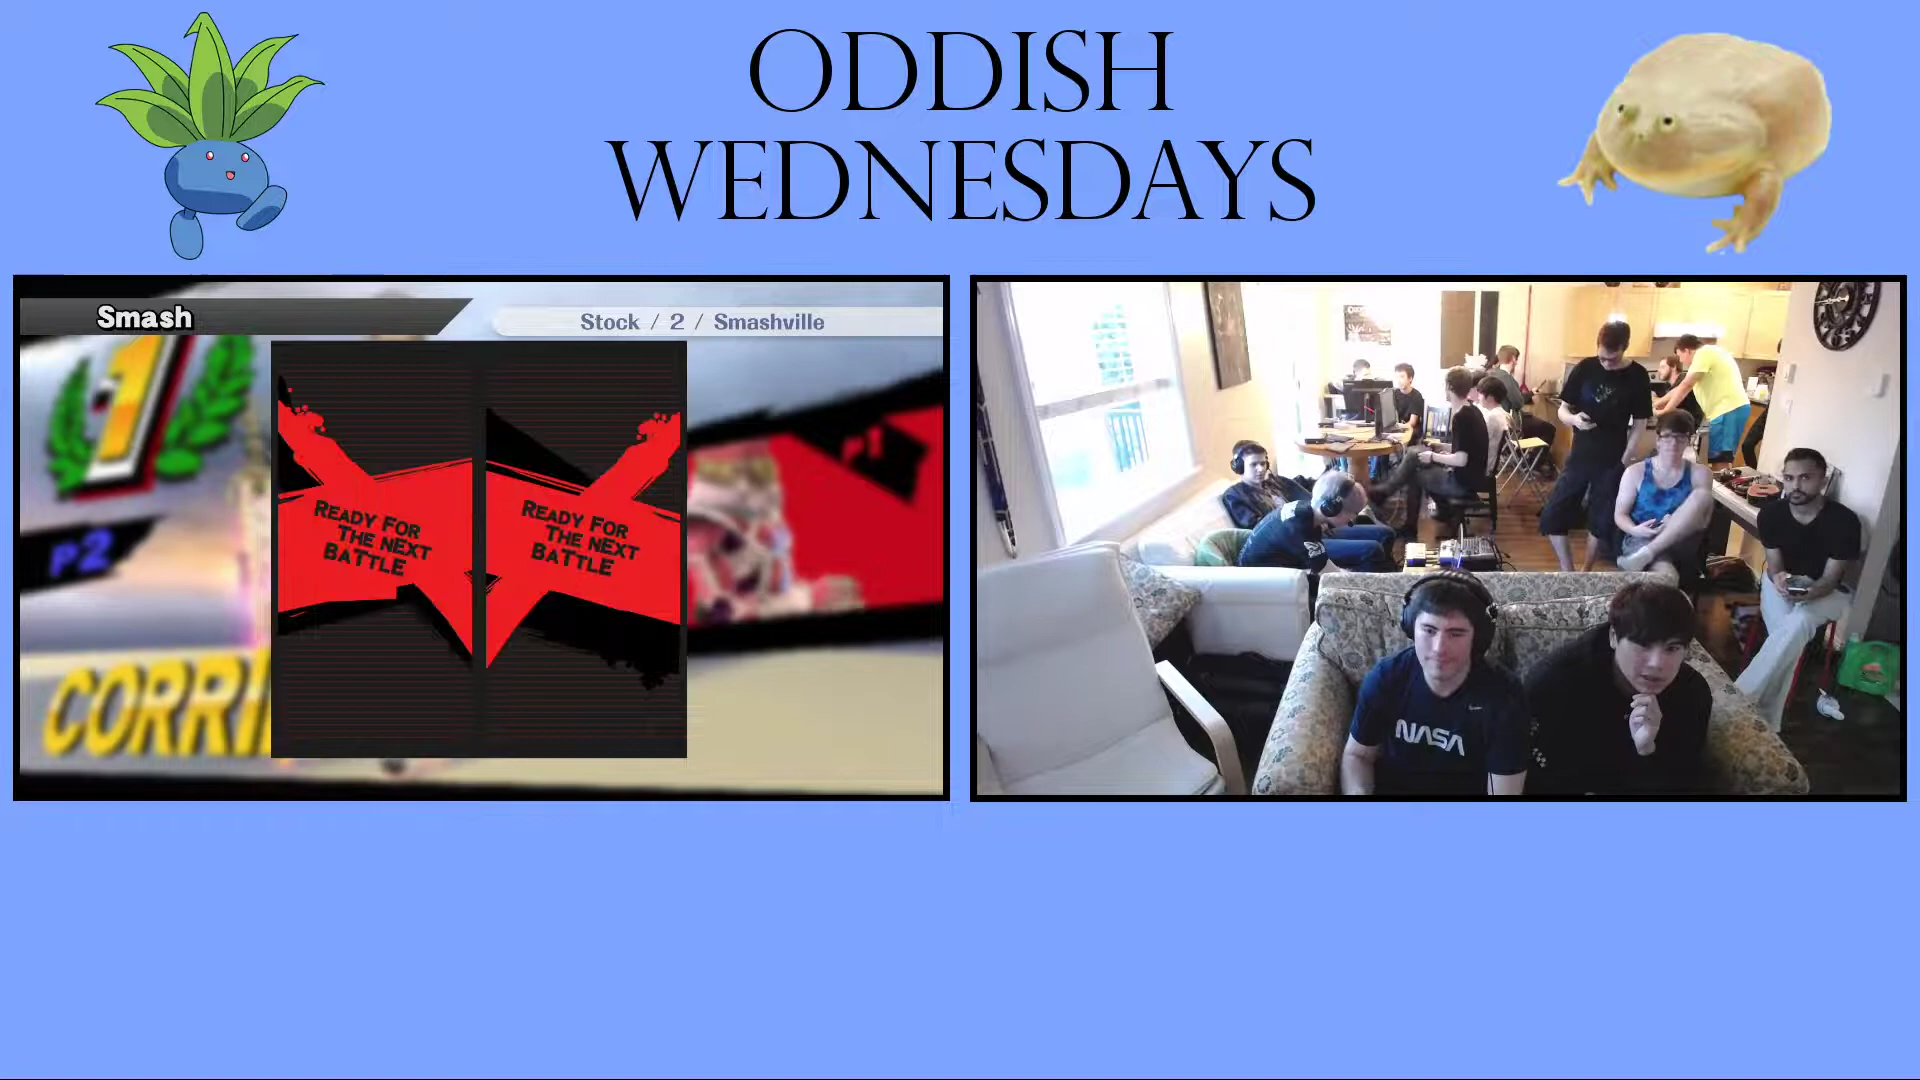 ODDISH
WEDNESDAYS
Smash
Stock / 2 / Smashville
1
P2
CORRI
READY FOR
THE NEXT
BATTLE
READY FOR
THE NEXT
BATTLE
NASA